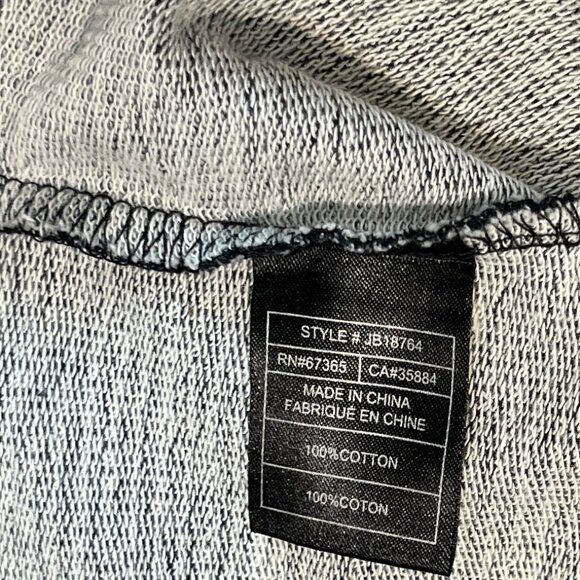 STYLE # JB18764
RN#67365 CA#35884
MADE IN CHINA
FABRIQUÉ EN CHINE
100%COTTON
100%COTON